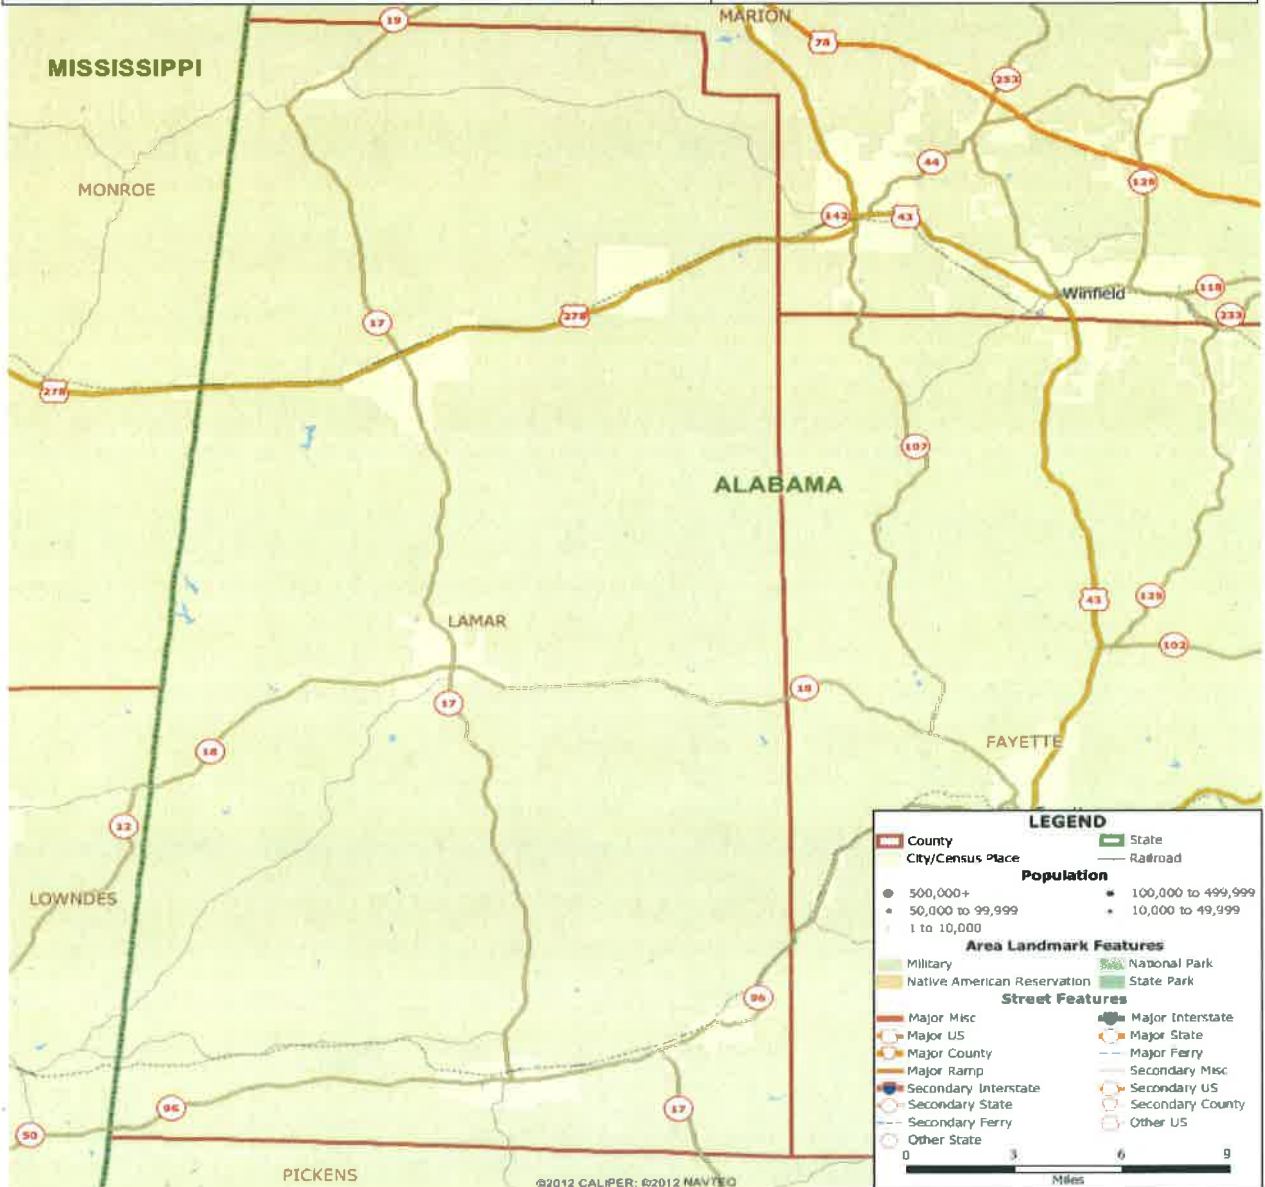 MARION
19
78
MISSISSIPPI
253
44
MONROE
129
142
43
118
Winfield
233
278
17
278
107
ALABAMA
43
129
LAMAR
102
18
17
FAYETTE
18
12
LOWNDES
96
96
17
50
PICKENS
©2012 CALIPER; ©2012 NAVTEQ
LEGEND
County
State
City/Census Place
Railroad
Population
500,000+
100,000 to 499,999
50,000 to 99,999
10,000 to 49,999
1 to 10,000
Area Landmark Features
Military
National Park
Native American Reservation
State Park
Street Features
Major Misc
Major Interstate
Major US
Major State
Major County
Major Ferry
Major Ramp
Secondary Misc
Secondary Interstate
Secondary US
Secondary State
Secondary County
Secondary Ferry
Other US
Other State
0 3 6 9
Miles